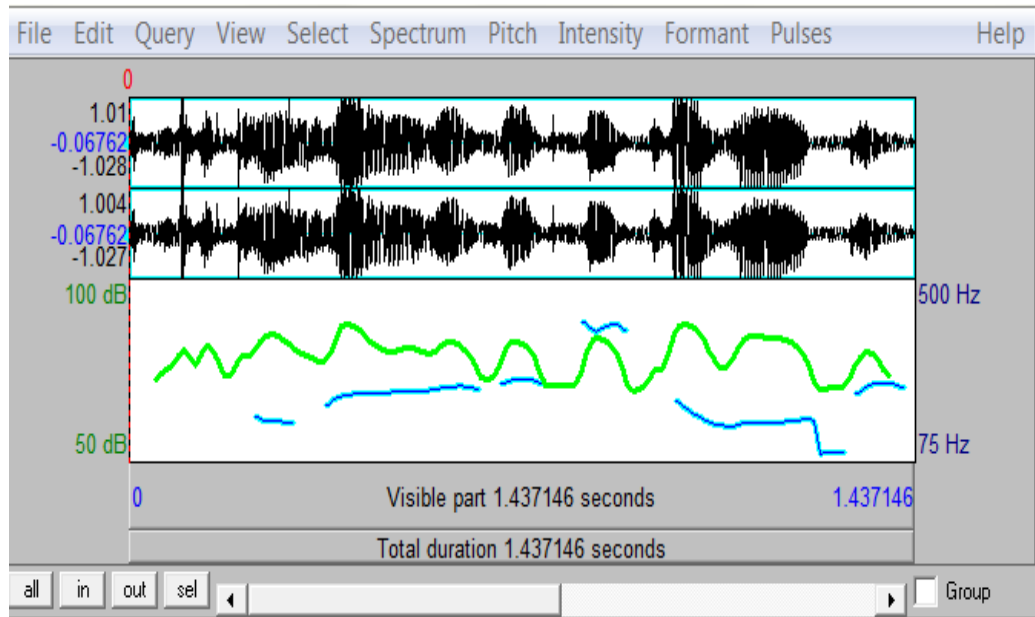 File Edit Query View Select Spectrum Pitch Intensity Formant Pulses Help
0
1.01
-0.06762
-1.028
1.004
-0.06762
-1.027
100 dB 500 Hz
50 dB 75 Hz
0 Visible part 1.437146 seconds 1.437146
Total duration 1.437146 seconds
all in out sel Group